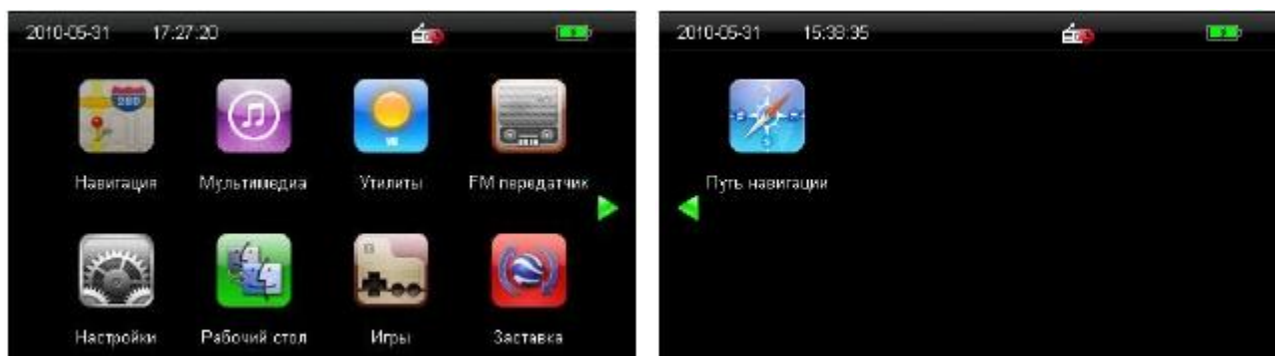 2010-05-31 17:27:20
Навигация Мультимедиа Утилиты FM передатчик
Настройки Рабочий стол Игры Заставка
2010-05-31 15:38:35
Путь навигации